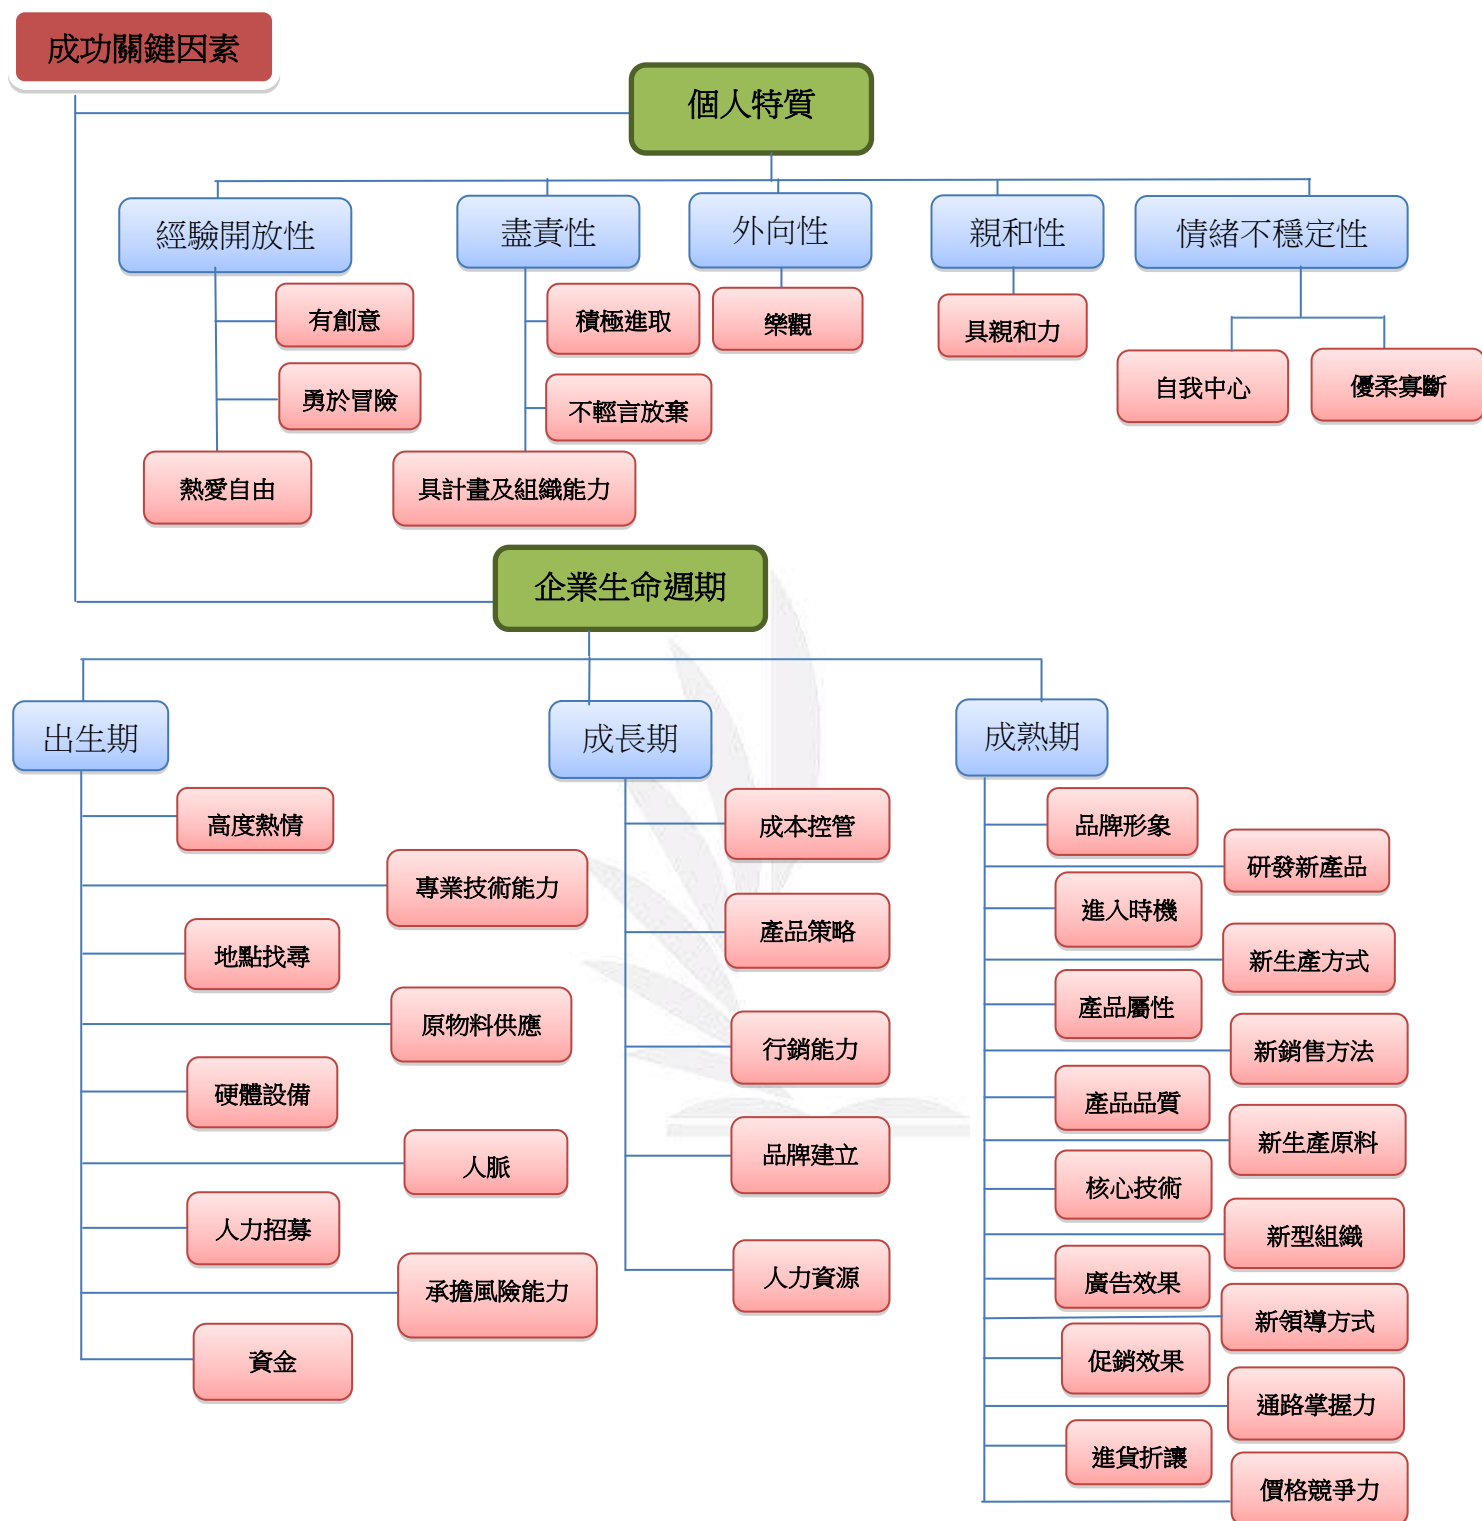 成功關鍵因素
個人特質
經驗開放性
盡責性
外向性
親和性
情緒不穩定性
有創意
勇於冒險
熱愛自由
積極進取
不輕言放棄
具計畫及組織能力
樂觀
具親和力
自我中心
優柔寡斷
企業生命週期
出生期
成長期
成熟期
高度熱情
專業技術能力
地點找尋
原物料供應
硬體設備
人脈
人力招募
承擔風險能力
資金
成本控管
產品策略
行銷能力
品牌建立
人力資源
品牌形象
研發新產品
進入時機
新生產方式
產品屬性
新銷售方法
產品品質
新生產原料
核心技術
新型組織
廣告效果
新領導方式
促銷效果
通路掌握力
進貨折讓
價格競爭力